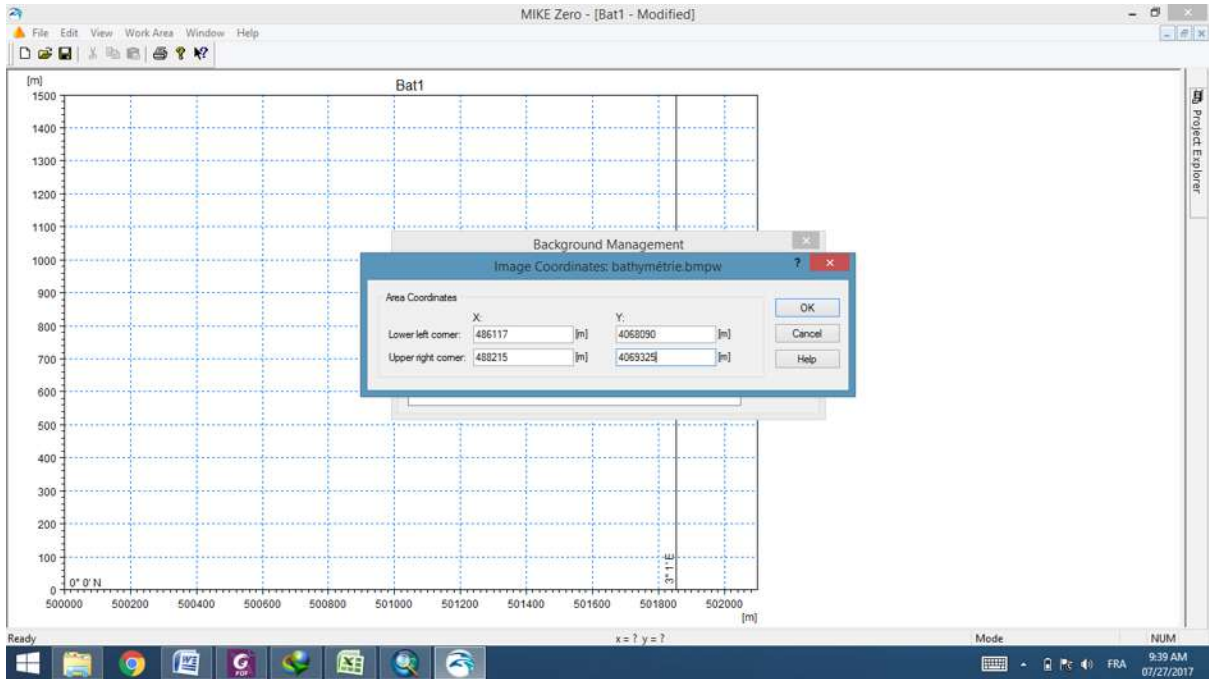 MIKE Zero - [Bat1 - Modified]
File Edit View Work Area Window Help
[m]
Bat1
1500
1400
1300
1200
1100
1000
900
800
700
600
500
400
300
200
100
0
0° 0' N
3° 1' E
500000 500200 500400 500600 500800 501000 501200 501400 501600 501800 502000
[m]
Background Management
Image Coordinates: bathymétrie.bmpw
?
Area Coordinates
X: Y:
Lower left corner: 486117 [m] 4068090 [m]
Upper right corner: 488215 [m] 4069325 [m]
OK
Cancel
Help
Project Explorer
Ready x = ? y = ? Mode NUM
FRA
9:39 AM
07/27/2017